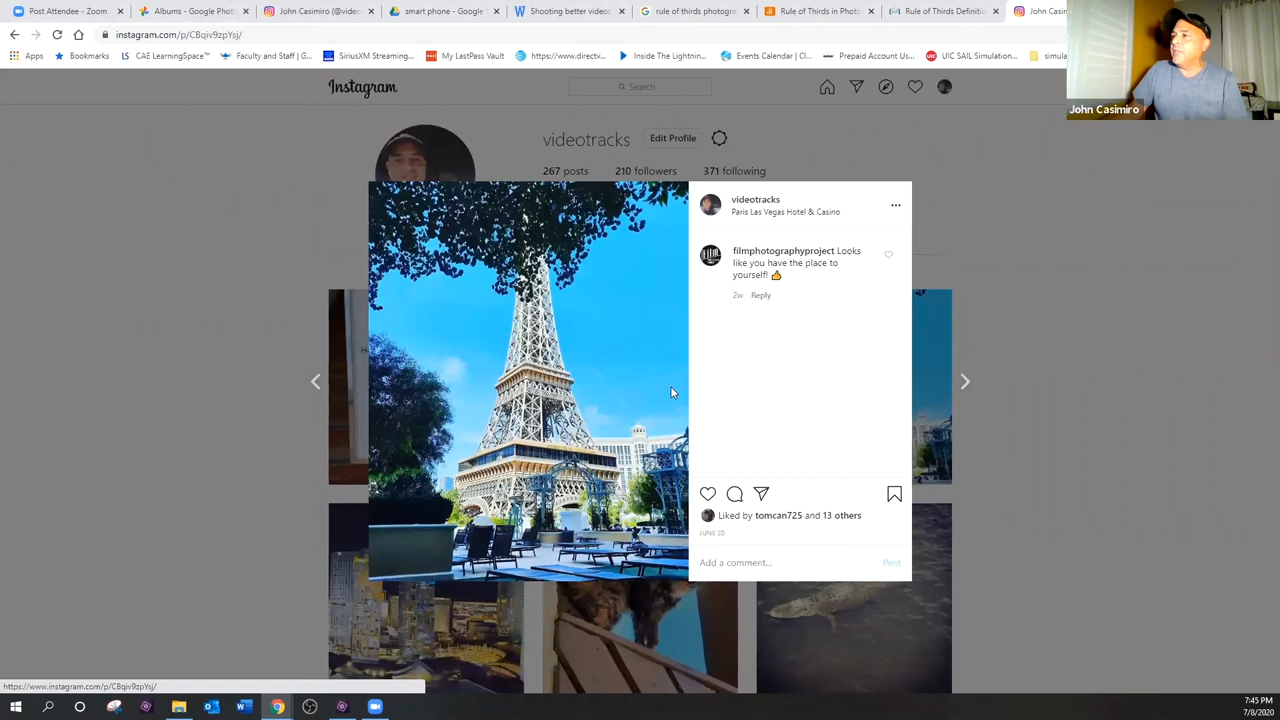 Post Attendee - Zoom
Albums - Google Phot
John Casimiro (@video
smart phone - Google
Shooting better videos
rule of thirds photogra
Rule of Thirds in Photo
Rule of Thirds Definitio
John Casi
instagram.com/p/CBqiv9zpYsj/
Apps
Bookmarks
CAE LearningSpace™
Faculty and Staff | G...
SiriusXM Streaming...
My LastPass Vault
https://www.directv...
Inside The Lightnin...
Events Calendar | Cl...
Prepaid Account Us...
UIC SAIL Simulation...
simula
John Casimiro
Instagram
Search
videotracks
Edit Profile
267 posts
210 followers
371 following
videotracks
Paris Las Vegas Hotel & Casino
filmphotographyproject Looks
like you have the place to
yourself! 👍
2w Reply
Liked by tomcan725 and 13 others
JUNE 20
Add a comment...
Post
https://www.instagram.com/p/CBqiv9zpYsj/
7:45 PM
7/8/2020